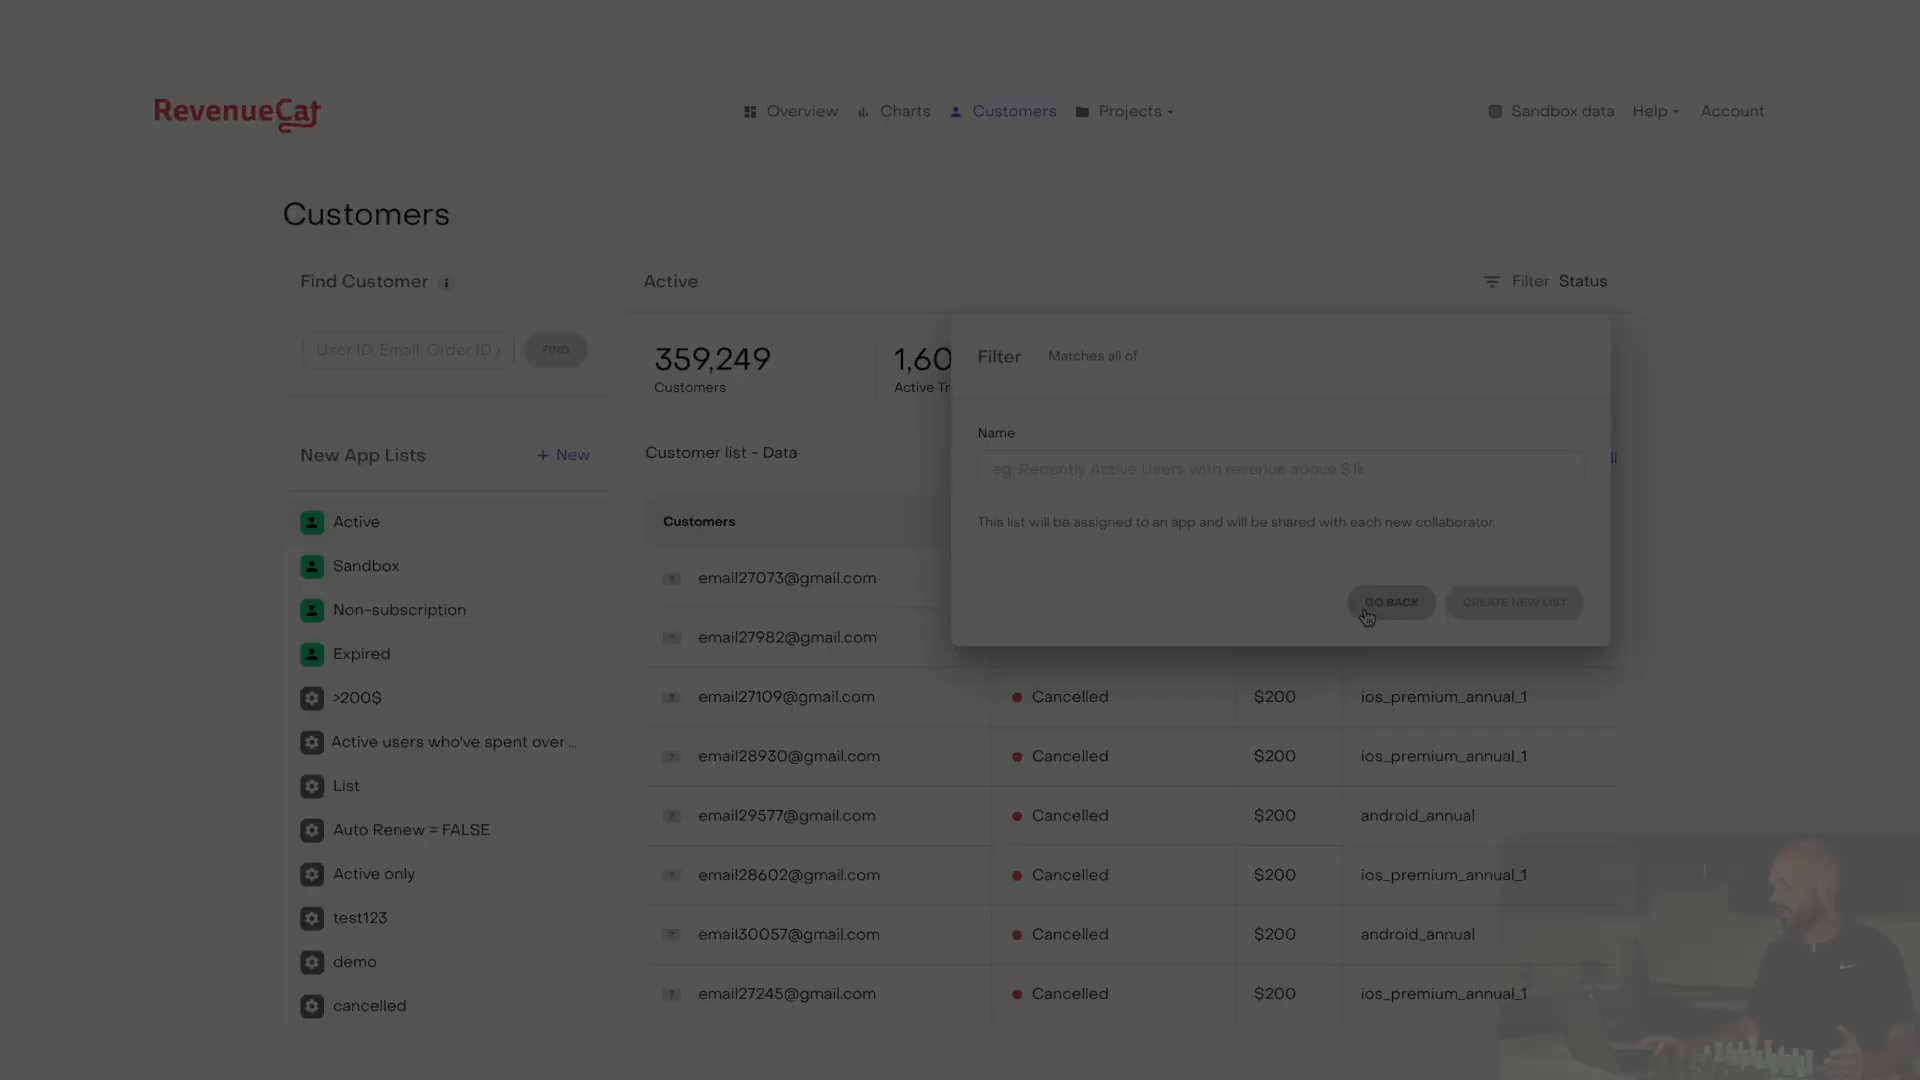 RevenueCat
Overview
Charts
Customers
Projects
Sandbox data
Help
Account
Customers
Find Customer
User ID, Email, Order ID
FIND
New App Lists
+ New
Active
Sandbox
Non-subscription
Expired
>200$
Active users who've spent over ...
List
Auto Renew = FALSE
Active only
test123
demo
cancelled
Active
Filter Status
359,249
Customers
1,60
Active Tr
Customer list - Data
Customers
email27073@gmail.com
email27982@gmail.com
email27109@gmail.com Cancelled $200 ios_premium_annual_1
email28930@gmail.com Cancelled $200 ios_premium_annual_1
email29577@gmail.com Cancelled $200 android_annual
email28602@gmail.com Cancelled $200 ios_premium_annual_1
email30057@gmail.com Cancelled $200 android_annual
email27245@gmail.com Cancelled $200 ios_premium_annual_1
Filter Matches all of
Name
eg. Recently Active Users with revenue above $1k
This list will be assigned to an app and will be shared with each new collaborator.
GO BACK
CREATE NEW LIST